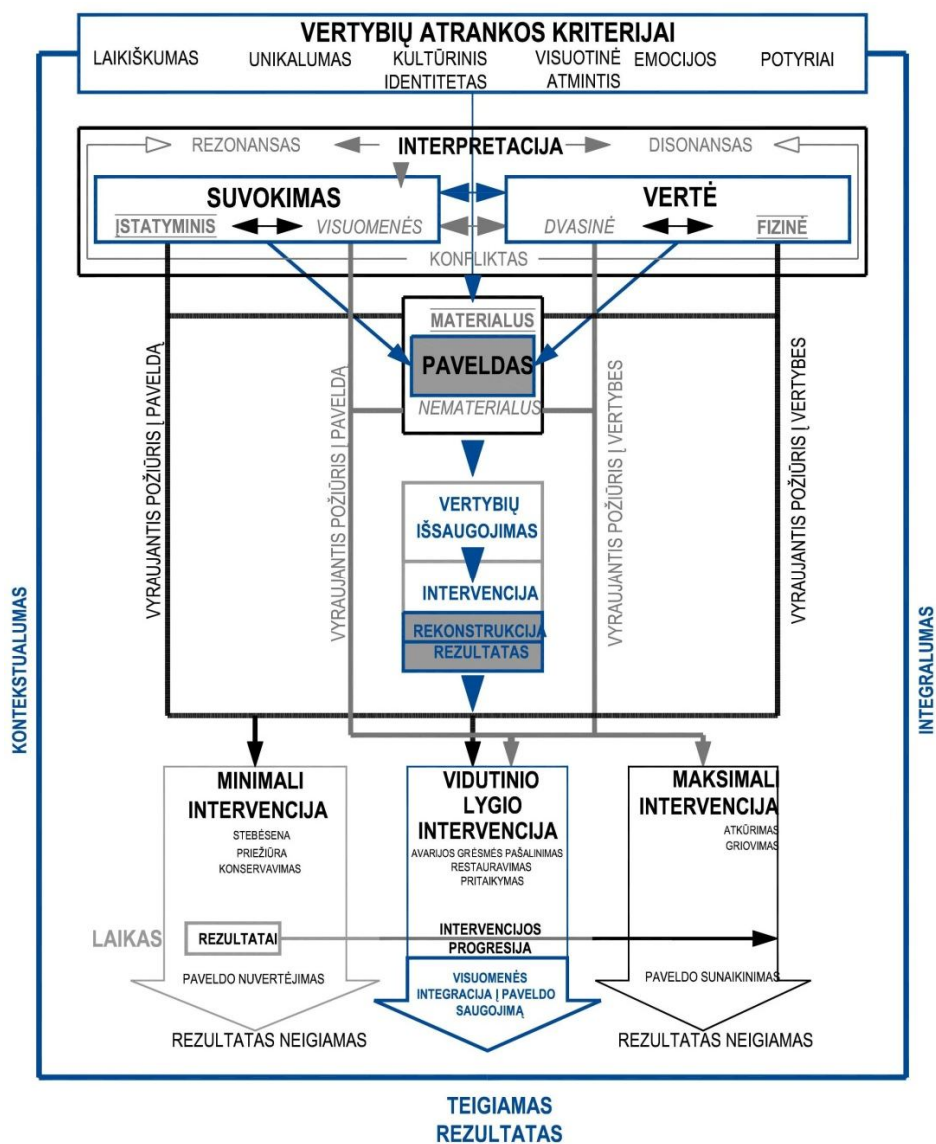 VERTYBIŲ ATRANKOS KRITERIJAI
LAIKIŠKUMAS UNIKALUMAS KULTŪRINIS VISUOTINĖ EMOCIJOS POTYRIAI
IDENTITETAS ATMINTIS
REZONANSAS INTERPRETACIJA DISONANSAS
SUVOKIMAS VERTĖ
ĮSTATYMINIS VISUOMENĖS DVASINĖ FIZINĖ
KONFLIKTAS
MATERIALUS
PAVELDAS
NEMATERIALUS
VYRAUJANTIS POŽIŪRIS Į PAVELDĄ
VYRAUJANTIS POŽIŪRIS Į PAVELDĄ
VYRAUJANTIS POŽIŪRIS Į VERTYBES
VYRAUJANTIS POŽIŪRIS Į VERTYBES
VERTYBIŲ
IŠSAUGOJIMAS
INTERVENCIJA
REKONSTRUKCIJA
REZULTATAS
KONTEKSTUALUMAS
INTEGRALUMAS
MINIMALI
INTERVENCIJA
STEBĖSENA
PRIEŽIŪRA
KONSERVAVIMAS
VIDUTINIO
LYGIO
INTERVENCIJA
AVARIJOS GRĖSMĖS PAŠALINIMAS
RESTAURAVIMAS
PRITAIKYMAS
MAKSIMALI
INTERVENCIJA
ATKŪRIMAS
GRIOVIMAS
LAIKAS
REZULTATAI
INTERVENCIJOS
PROGRESIJA
PAVELDO NUVERTĖJIMAS
VISUOMENĖS
INTEGRACIJA Į PAVELDO
SAUGOJIMĄ
PAVELDO SUNAIKINIMAS
REZULTATAS NEIGIAMAS
REZULTATAS NEIGIAMAS
TEIGIAMAS
REZULTATAS